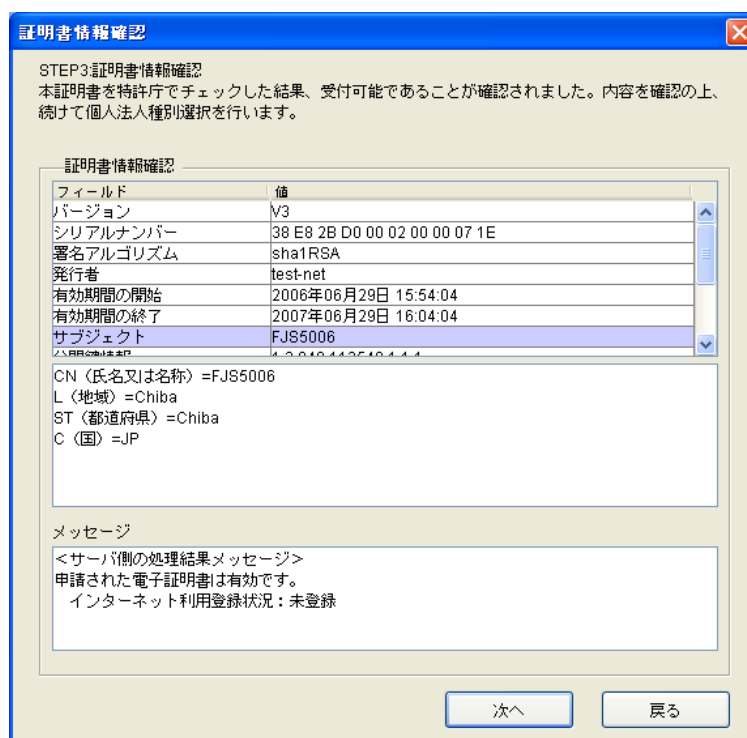 証明書情報確認
STEP3:証明書情報確認
本証明書を特許庁でチェックした結果、受付可能であることが確認されました。内容を確認の上、
続けて個人法人種別選択を行います。
証明書情報確認
フィールド 値
バージョン V3
シリアルナンバー 38 E8 2B D0 00 02 00 00 07 1E
署名アルゴリズム sha1RSA
発行者 test-net
有効期間の開始 2006年06月29日 15:54:04
有効期間の終了 2007年06月29日 16:04:04
サブジェクト FJS5006
CN（氏名又は名称）=FJS5006
L（地域）=Chiba
ST（都道府県）=Chiba
C（国）=JP
メッセージ
＜サーバ側の処理結果メッセージ＞
申請された電子証明書は有効です。
インターネット利用登録状況：未登録
次へ 戻る